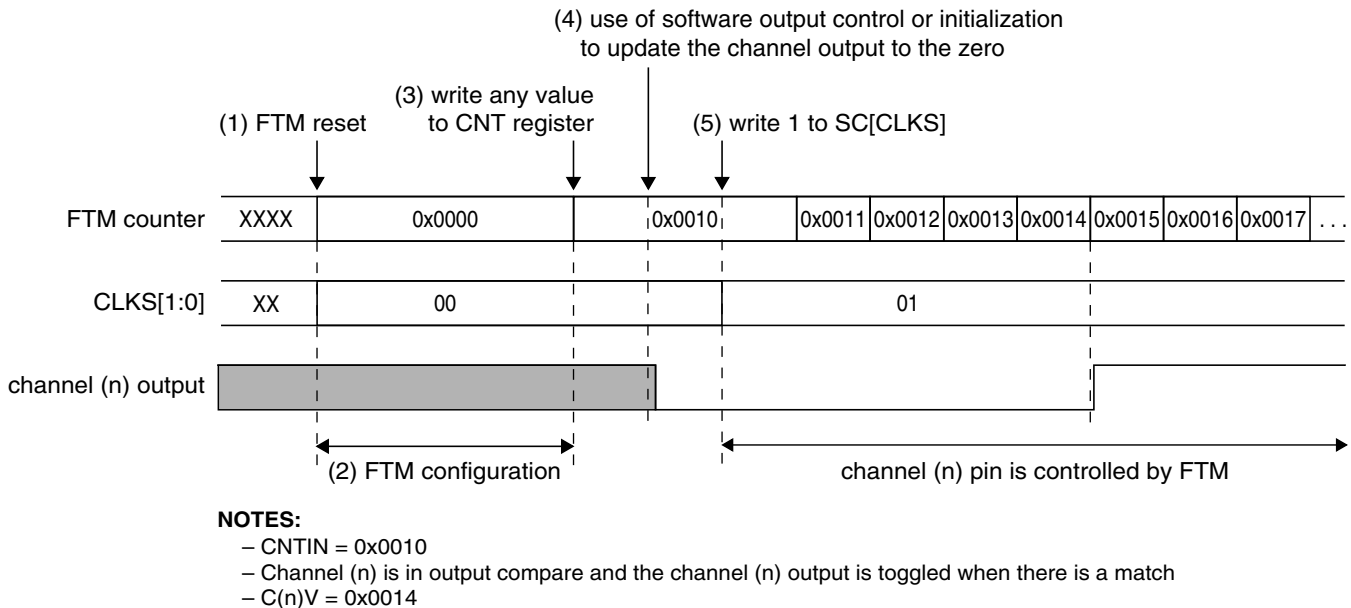 (4) use of software output control or initialization
to update the channel output to the zero
(3) write any value
to CNT register
(1) FTM reset
(5) write 1 to SC[CLKS]
FTM counter
XXXX
0x0000
0x0010
0x0011
0x0012
0x0013
0x0014
0x0015
0x0016
0x0017
. . .
CLKS[1:0]
XX
00
01
channel (n) output
(2) FTM configuration
channel (n) pin is controlled by FTM
NOTES:
– CNTIN = 0x0010
– Channel (n) is in output compare and the channel (n) output is toggled when there is a match
– C(n)V = 0x0014